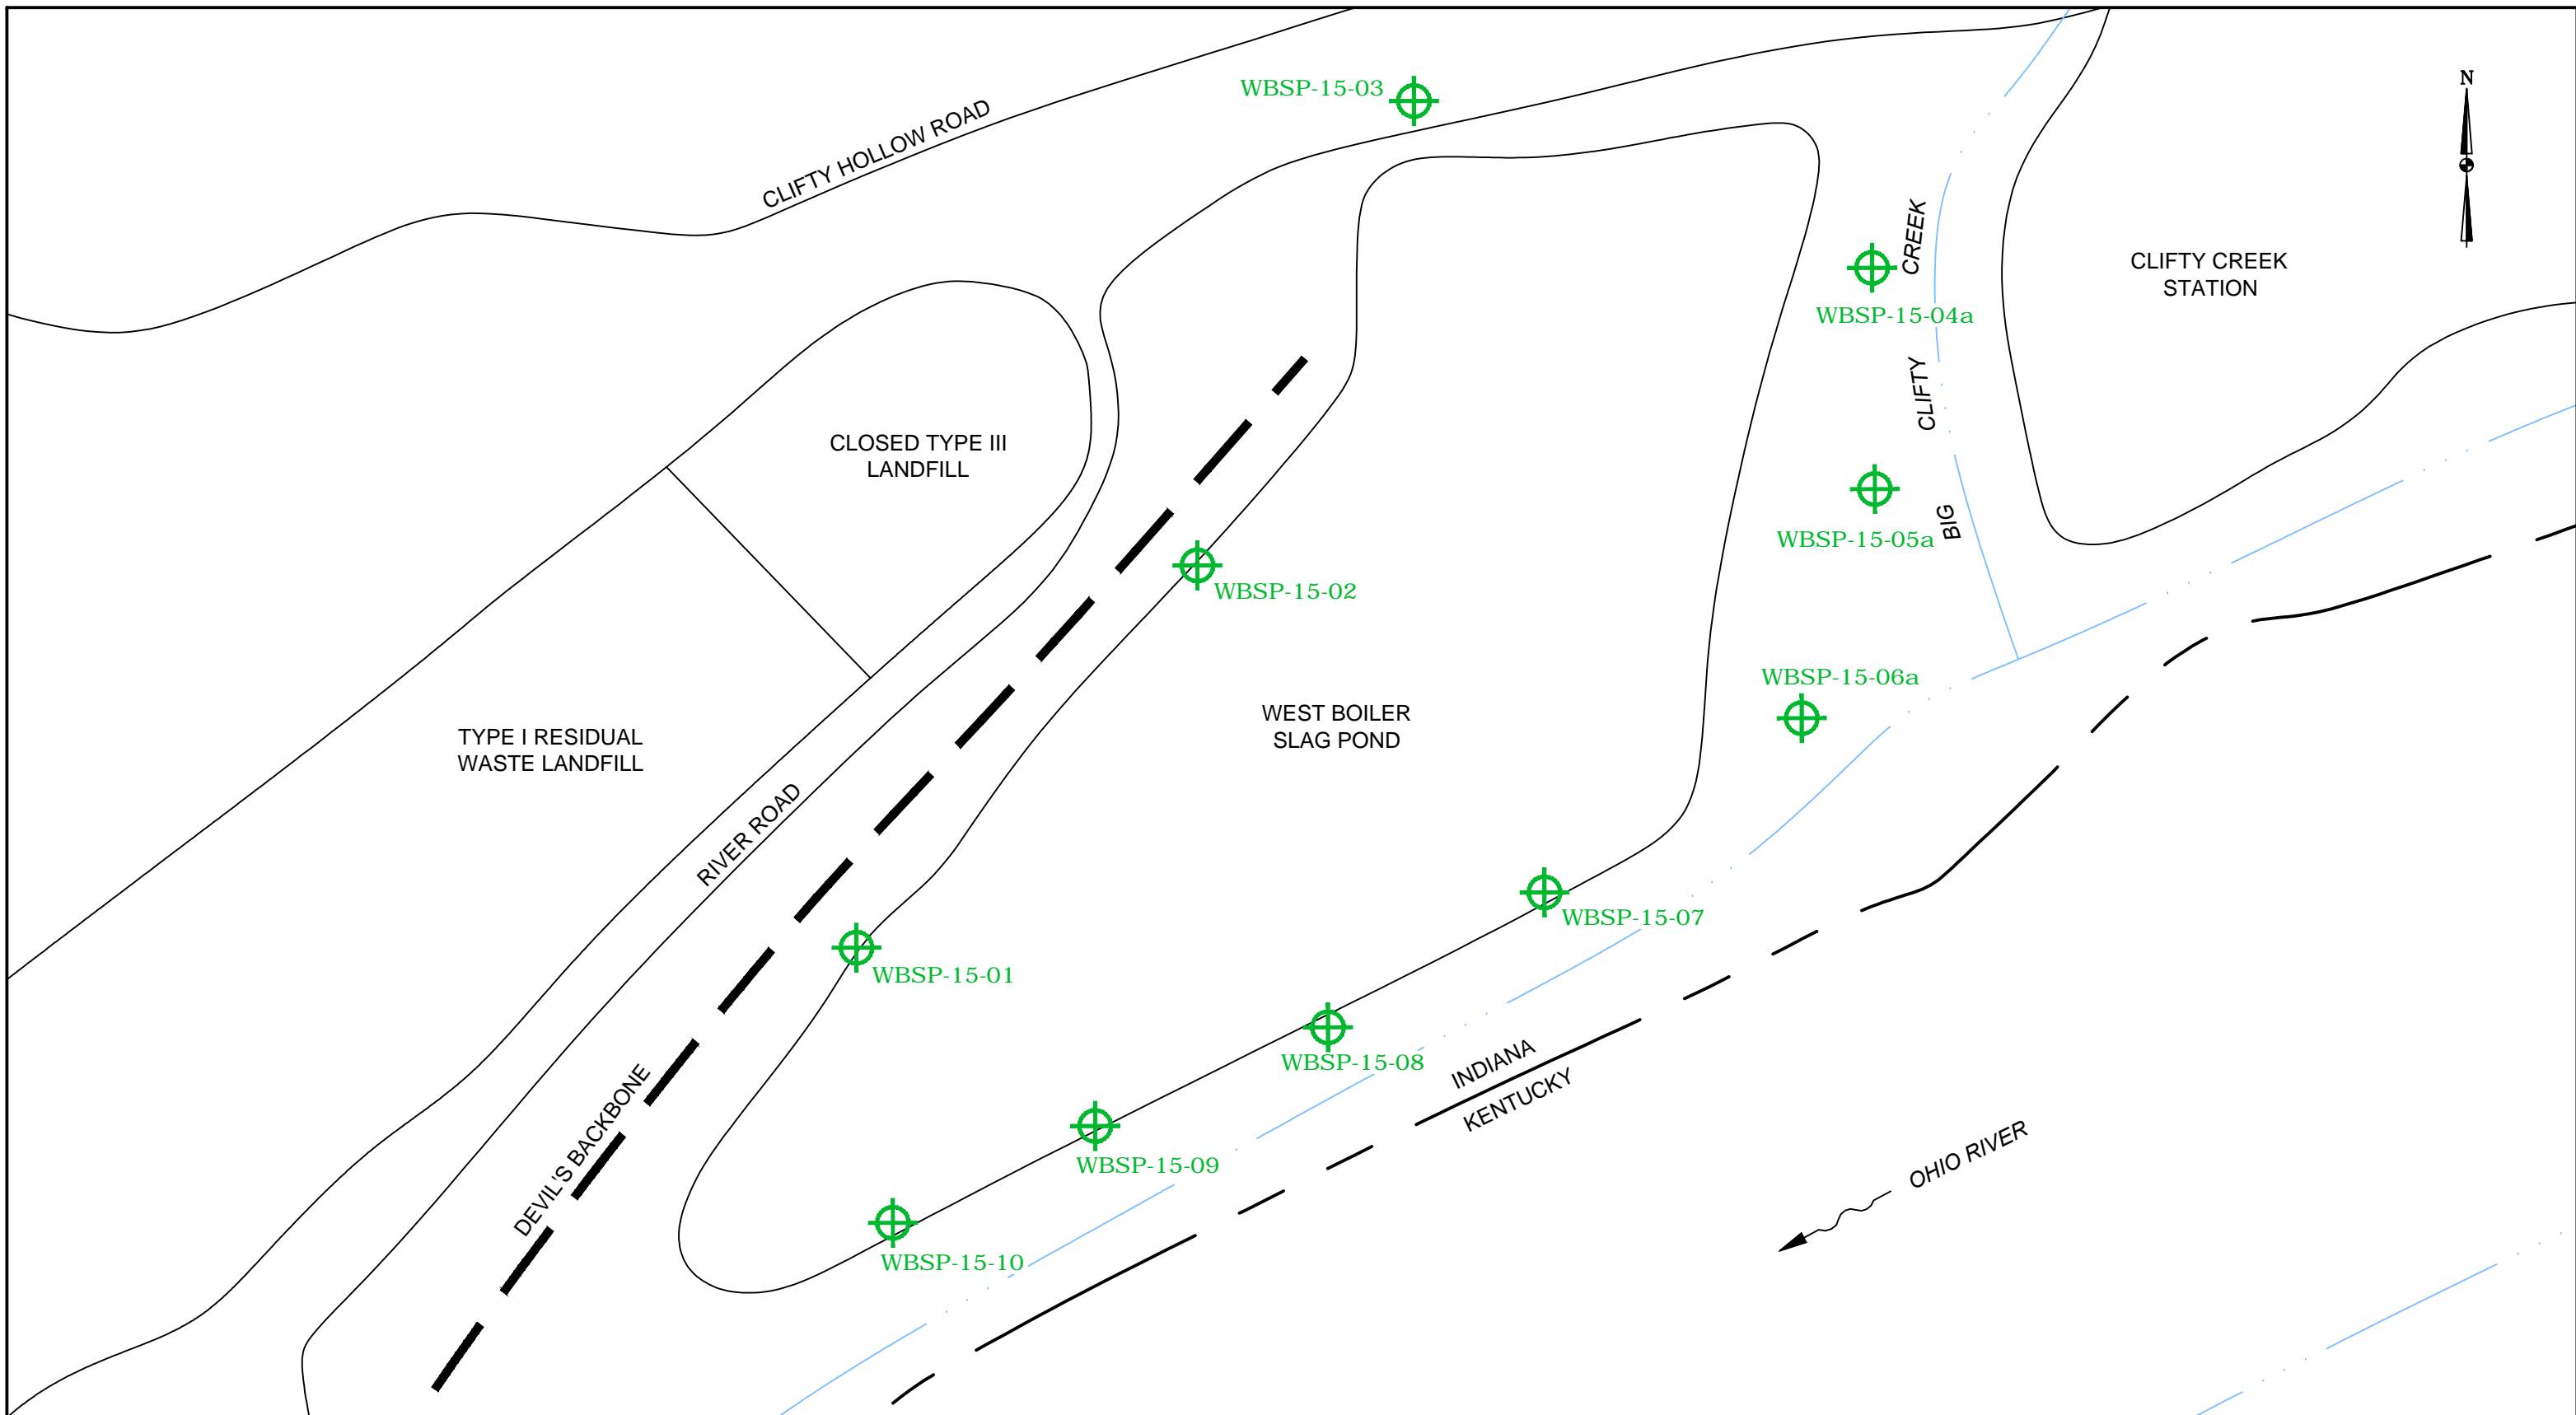 WBSP-15-03
N
CLIFTY HOLLOW ROAD
CREEK
CLIFTY CREEK
STATION
WBSP-15-04a
CLIFTY
CLOSED TYPE III
LANDFILL
BIG
WBSP-15-05a
WBSP-15-02
WBSP-15-06a
WEST BOILER
SLAG POND
TYPE I RESIDUAL
WASTE LANDFILL
RIVER ROAD
WBSP-15-07
WBSP-15-01
WBSP-15-08
INDIANA
KENTUCKY
DEVIL'S BACKBONE
WBSP-15-09
OHIO RIVER
WBSP-15-10